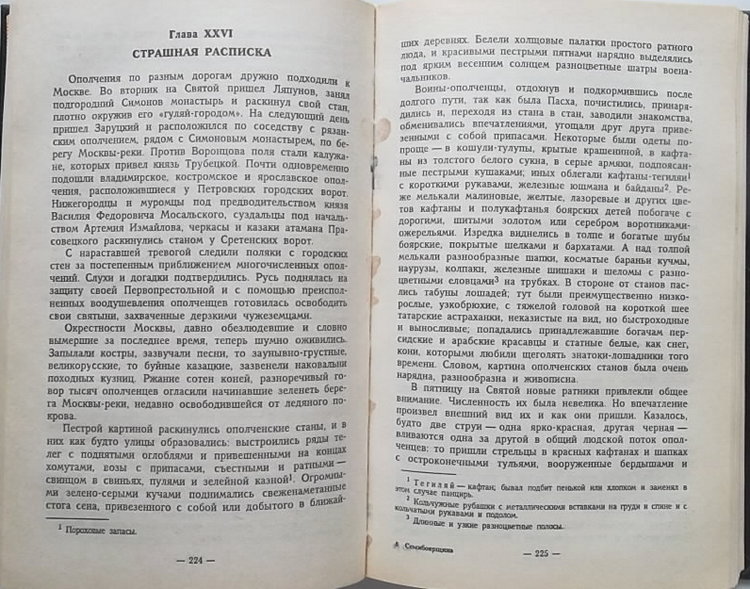 Глава XXVI
СТРАШНАЯ РАСПИСКА
Ополчения по разным дорогам дружно подходили к
Москве. Во вторник на Святой пришел Ляпунов, занял
подгородний Симонов монастырь и раскинул свой стан,
плотно окружив его «гуляй-городом». На следующий день
пришел Заруцкий и расположился по соседству с рязан-
ским ополчением, рядом с Симоновым монастырем, по бе-
регу Москвы-реки. Против Воронцова поля стали калужа-
не, которых привел князь Трубецкой. Почти одновременно
подошли владимирское, костромское и ярославское опол-
чения, расположившиеся у Петровских городских ворот.
Нижегородцы и муромцы под предводительством князя
Василия Федоровича Мосальского, суздальцы под началь-
ством Артемия Измайлова, черкасы и казаки атамана Пра-
совецкого раскинулись станом у Сретенских ворот.
С нараставшей тревогой следили поляки с городских
стен за постепенным приближением многочисленных опол-
чений. Слухи и догадки подтвердились. Русь поднялась на
защиту своей Первопрестольной и с помощью преиспол-
ненных воодушевления ополченцев готовилась освободить
свои святыни, захваченные дерзкими чужеземцами.
Окрестности Москвы, давно обезлюдевшие и словно
вымершие за последнее время, теперь шумно оживились.
Запылали костры, зазвучали песни, то заунывно-грустные,
великорусские, то буйные казацкие, зазвенели наковальни
походных кузниц. Ржание сотен коней, разноречивый го-
вор тысяч ополченцев огласили начинавшие зеленеть бере-
га Москвы-реки, недавно освободившейся от ледяного по-
крова.
Пестрой картиной раскинулись ополченские станы, и в
них как будто улицы образовались: выстроились ряды те-
лег с поднятыми оглоблями и привешенными на концах
хомутами, возы с припасами, съестными и ратными —
свинцом в свиньях, пулями и зелейной казной¹. Огромны-
ми зелено-серыми кучами поднимались свеженаметанные
стога сена, привезенного с собой или добытого в ближай-
¹ Пороховые запасы.
— 224 —
ших деревнях. Белели холщовые палатки простого ратного
люда, и красивыми пестрыми пятнами нарядно выделялись
под ярким весенним солнцем разноцветные шатры воена-
чальников.
Воины-ополченцы, отдохнув и подкормившись после
долгого пути, так как была Пасха, почистились, принаря-
дились и, переходя из стана в стан, заводили знакомства,
обменивались впечатлениями, угощали друг друга приве-
зенными с собой припасами. Некоторые были одеты по-
проще — в кошули-тулупы, крытые крашениной, в кафта-
ны из толстого белого сукна, в серые армяки, подпоясан-
ные пестрыми кушаками; иных облегали кафтаны-тегиляи¹
с короткими рукавами, железные юшмана и байданы². Ре-
же мелькали малиновые, желтые, лазоревые и других цве-
тов кафтаны и полукафтанья боярских детей побогаче с
дорогими, шитыми золотом и серебром воротниками-
ожерельями. Изредка виднелись в толпе и богатые шубы
боярские, покрытые шелками и бархатами. А над толпой
мелькали разнообразные шапки, косматые бараньи кучмы,
наурузы, колпаки, железные шишаки и шеломы с разно-
цветными еловцами³ на трубках. В стороне от станов пас-
лись табуны лошадей; тут были преимущественно низко-
рослые, узкобрюхие, с тяжелой головой на короткой шее
татарские астраханки, неказистые на вид, но быстроходные
и выносливые; попадались принадлежавшие богачам пер-
сидские и арабские красавцы и статные белые, как снег,
кони, которыми любили щеголять знатоки-лошадники того
времени. Словом, картина ополченских станов была очень
нарядна, разнообразна и живописна.
В пятницу на Святой новые ратники привлекли общее
внимание. Численность их была невелика. Но впечатление
произвел внешний вид их и как они пришли. Казалось,
будто две струи — одна ярко-красная, другая черная —
вливаются одна за другой в общий людской поток опол-
ченцев: то пришли стрельцы в красных кафтанах и шапках
с остроконечными тульями, вооруженные бердышами и
¹ Тегиляй — кафтан; бывал подбит пенькой или хлопком и заменял в
этом случае панцирь.
² Кольчужные рубашки с металлическими вставками на груди и спине и с
кольчатыми рукавами и подолом.
³ Длинные и узкие разноцветные полосы.
8 Семибоярщина
— 225 —